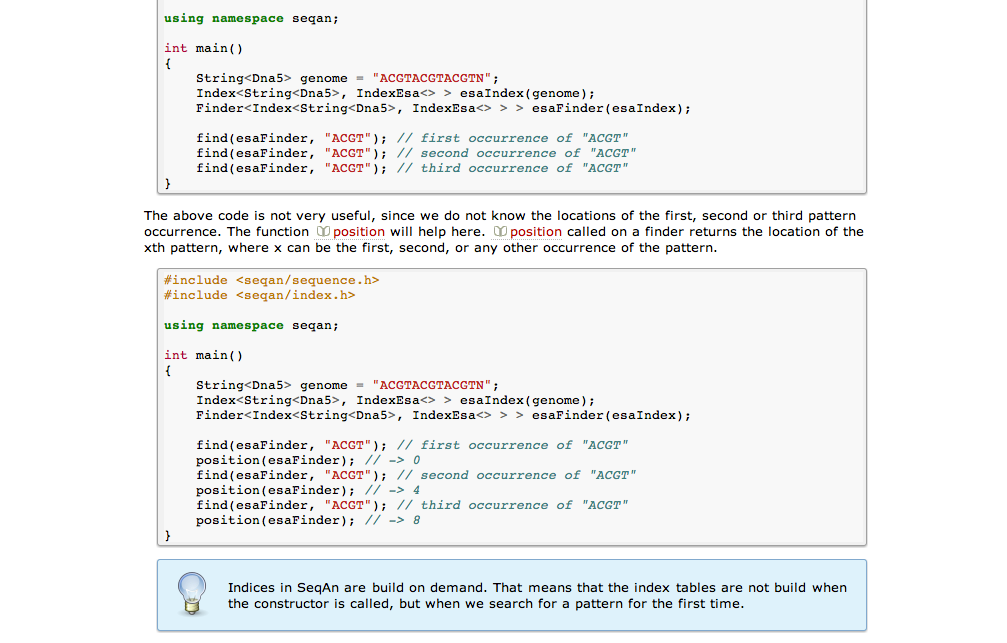 using namespace seqan;
int main()
{
    String<Dna5> genome = "ACGTACGTACGTN";
    Index<String<Dna5>, IndexEsa<> > esaIndex(genome);
    Finder<Index<String<Dna5>, IndexEsa<> > > esaFinder(esaIndex);
    find(esaFinder, "ACGT"); // first occurrence of "ACGT"
    find(esaFinder, "ACGT"); // second occurrence of "ACGT"
    find(esaFinder, "ACGT"); // third occurrence of "ACGT"
}
The above code is not very useful, since we do not know the locations of the first, second or third pattern
occurrence. The function position will help here. position called on a finder returns the location of the
xth pattern, where x can be the first, second, or any other occurrence of the pattern.
#include <seqan/sequence.h>
#include <seqan/index.h>
using namespace seqan;
int main()
{
    String<Dna5> genome = "ACGTACGTACGTN";
    Index<String<Dna5>, IndexEsa<> > esaIndex(genome);
    Finder<Index<String<Dna5>, IndexEsa<> > > esaFinder(esaIndex);
    find(esaFinder, "ACGT"); // first occurrence of "ACGT"
    position(esaFinder); // -> 0
    find(esaFinder, "ACGT"); // second occurrence of "ACGT"
    position(esaFinder); // -> 4
    find(esaFinder, "ACGT"); // third occurrence of "ACGT"
    position(esaFinder); // -> 8
}
Indices in SeqAn are build on demand. That means that the index tables are not build when
the constructor is called, but when we search for a pattern for the first time.